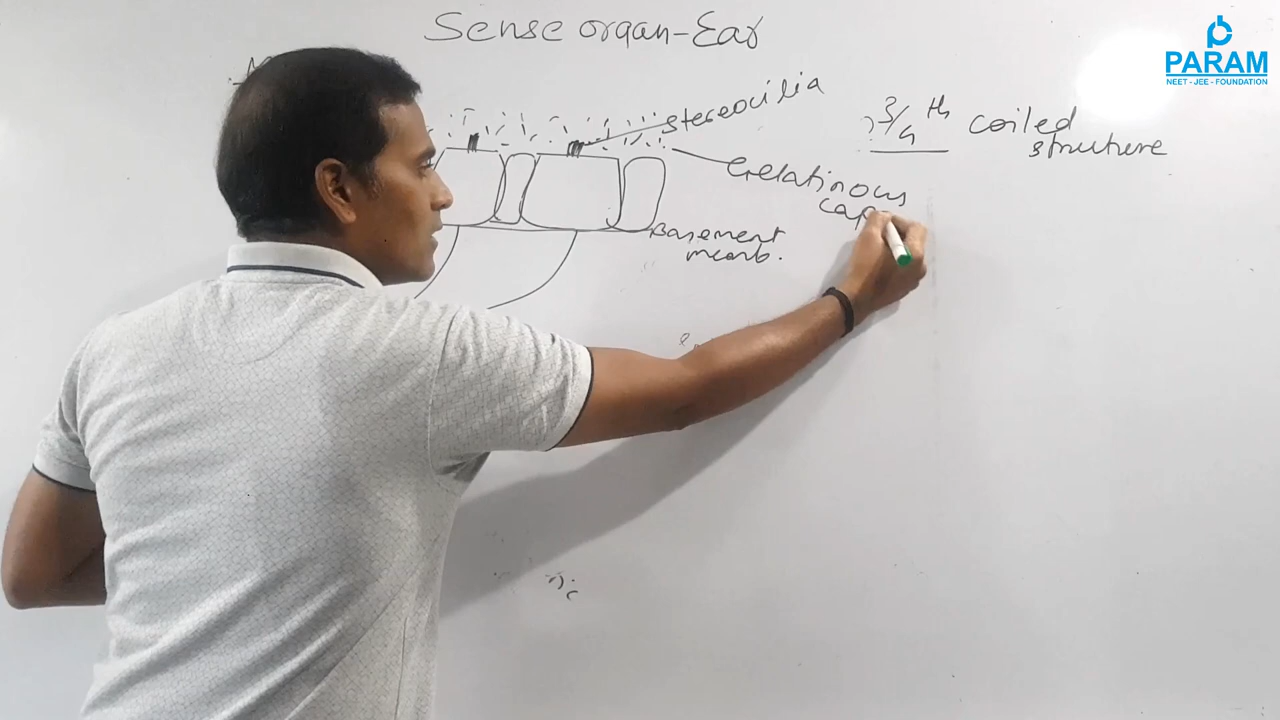 Sense organ-Ear
PARAM
NEET - JEE - FOUNDATION
stereocilia
3/4 th coiled
structure
Gelatinous
cap
Basement
memb.